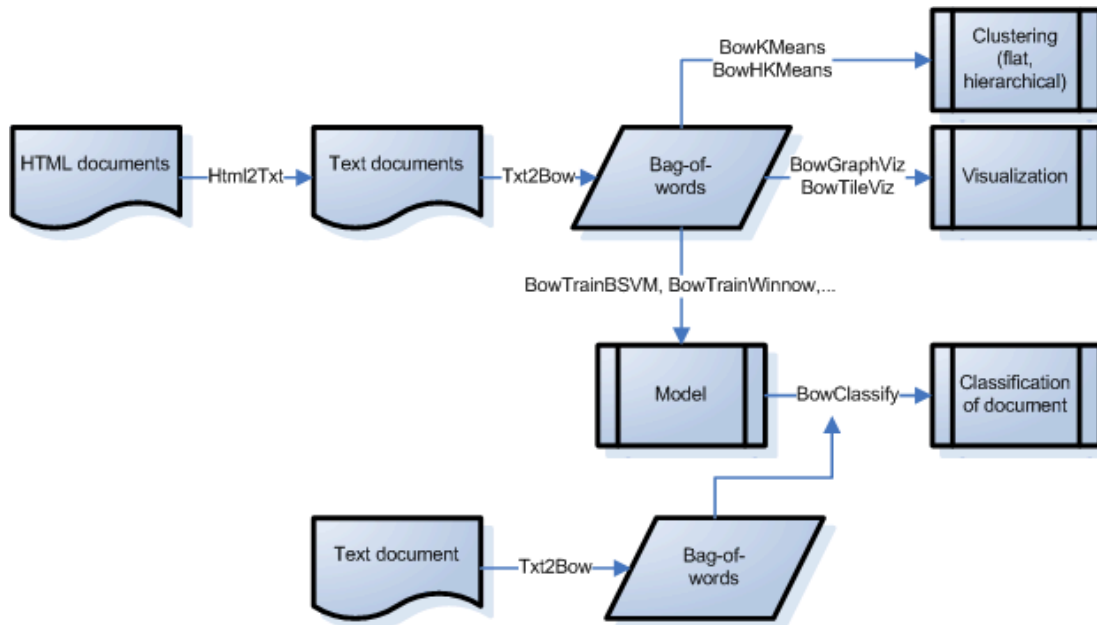 BowKMeans
BowHKMeans
Clustering
(flat,
hierarchical)
HTML documents
Html2Txt
Text documents
Txt2Bow
Bag-of-
words
BowGraphViz
BowTileViz
Visualization
BowTrainBSVM, BowTrainWinnow,...
Model
BowClassify
Classification
of document
Text document
Txt2Bow
Bag-of-
words